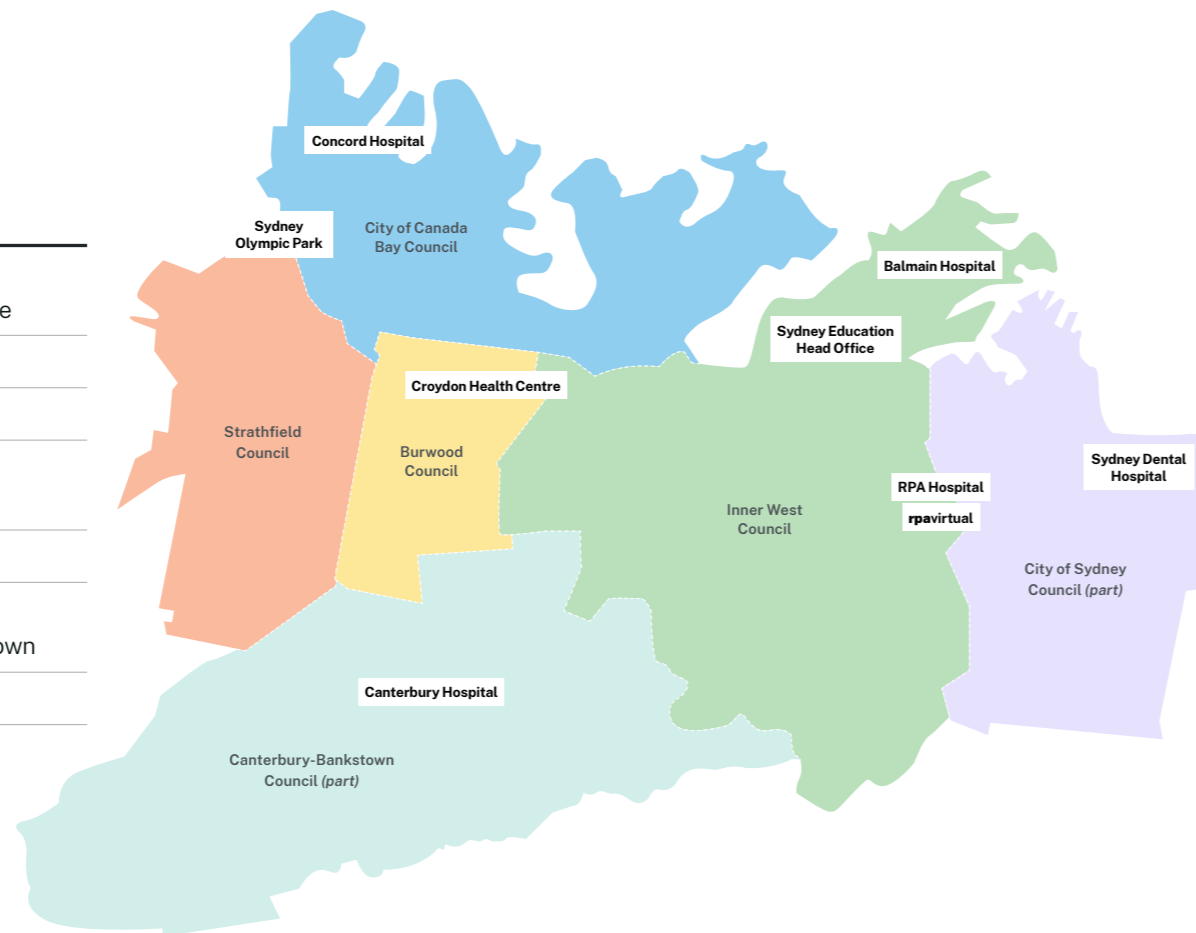 e
own
Concord Hospital
Sydney
Olympic Park
City of Canada
Bay Council
Balmain Hospital
Sydney Education
Head Office
Croydon Health Centre
Strathfield
Council
Burwood
Council
Sydney Dental
Hospital
RPA Hospital
rpavirtual
Inner West
Council
City of Sydney
Council (part)
Canterbury Hospital
Canterbury-Bankstown
Council (part)